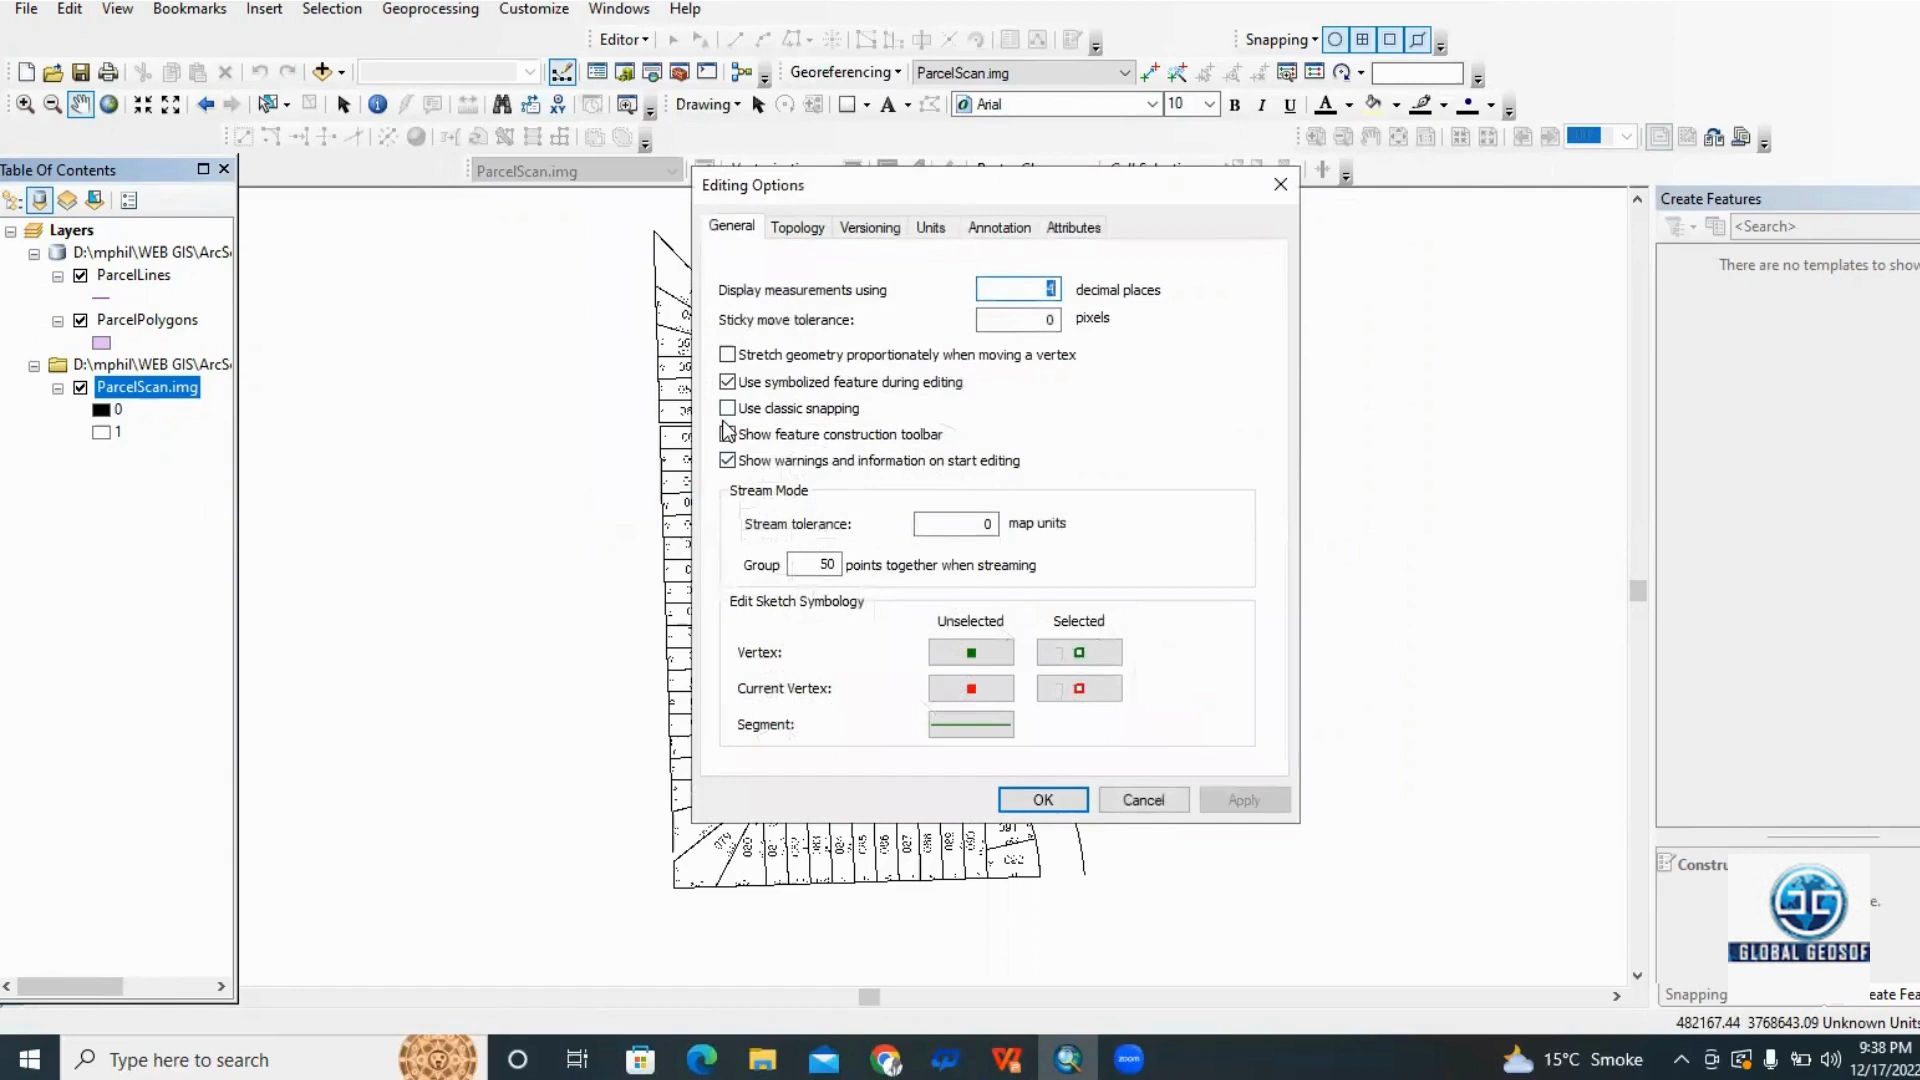 File Edit View Bookmarks Insert Selection Geoprocessing Customize Windows Help
Editor
Snapping
Georeferencing
ParcelScan.img
Drawing
Arial
10
B I U A
ParcelScan.img
Table Of Contents
Layers
D:\mphil\WEB GIS\ArcS
ParcelLines
ParcelPolygons
D:\mphil\WEB GIS\ArcS
ParcelScan.img
0
1
Editing Options
General Topology Versioning Units Annotation Attributes
Display measurements using decimal places
Sticky move tolerance: 0 pixels
Stretch geometry proportionately when moving a vertex
Use symbolized feature during editing
Use classic snapping
Show feature construction toolbar
Show warnings and information on start editing
Stream Mode
Stream tolerance: 0 map units
Group 50 points together when streaming
Edit Sketch Symbology
Unselected Selected
Vertex:
Current Vertex:
Segment:
OK Cancel Apply
Create Features
<Search>
There are no templates to show
Constru
GLOBAL GEOSOF
Snapping
eate Fea
482167.44 3768643.09 Unknown Units
Type here to search
zoom
15°C Smoke
9:38 PM
12/17/2022